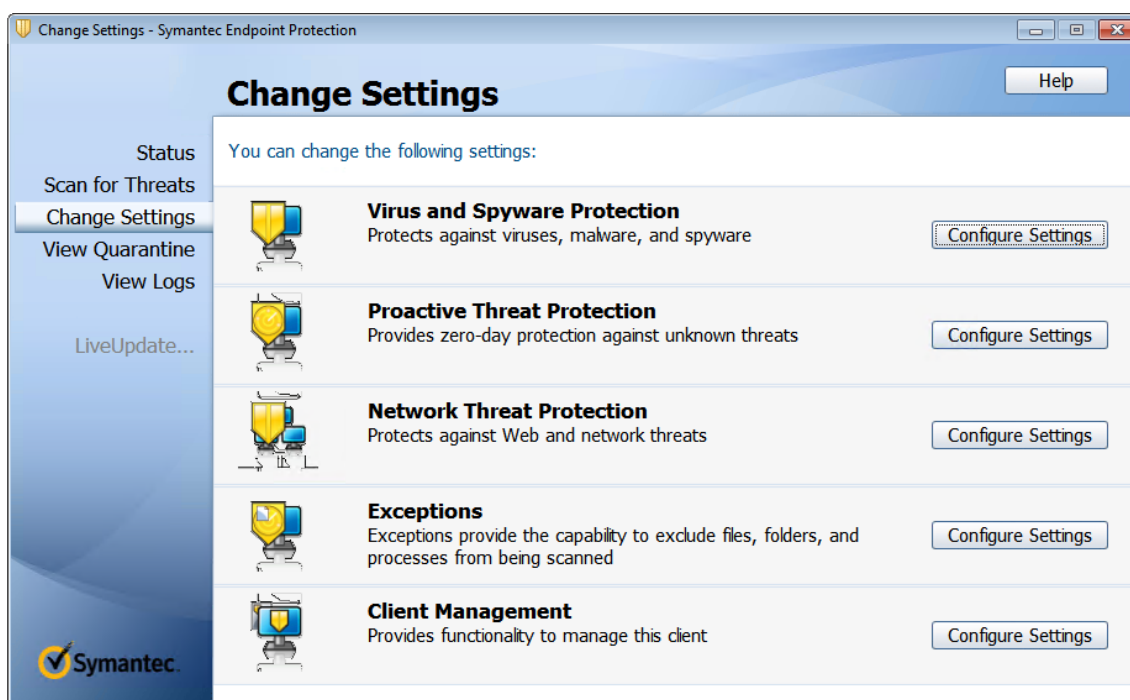 Change Settings - Symantec Endpoint Protection
Change Settings
Help
Status
Scan for Threats
Change Settings
View Quarantine
View Logs
LiveUpdate...
Symantec.
You can change the following settings:
Virus and Spyware Protection
Protects against viruses, malware, and spyware
Configure Settings
Proactive Threat Protection
Provides zero-day protection against unknown threats
Configure Settings
Network Threat Protection
Protects against Web and network threats
Configure Settings
Exceptions
Exceptions provide the capability to exclude files, folders, and
processes from being scanned
Configure Settings
Client Management
Provides functionality to manage this client
Configure Settings